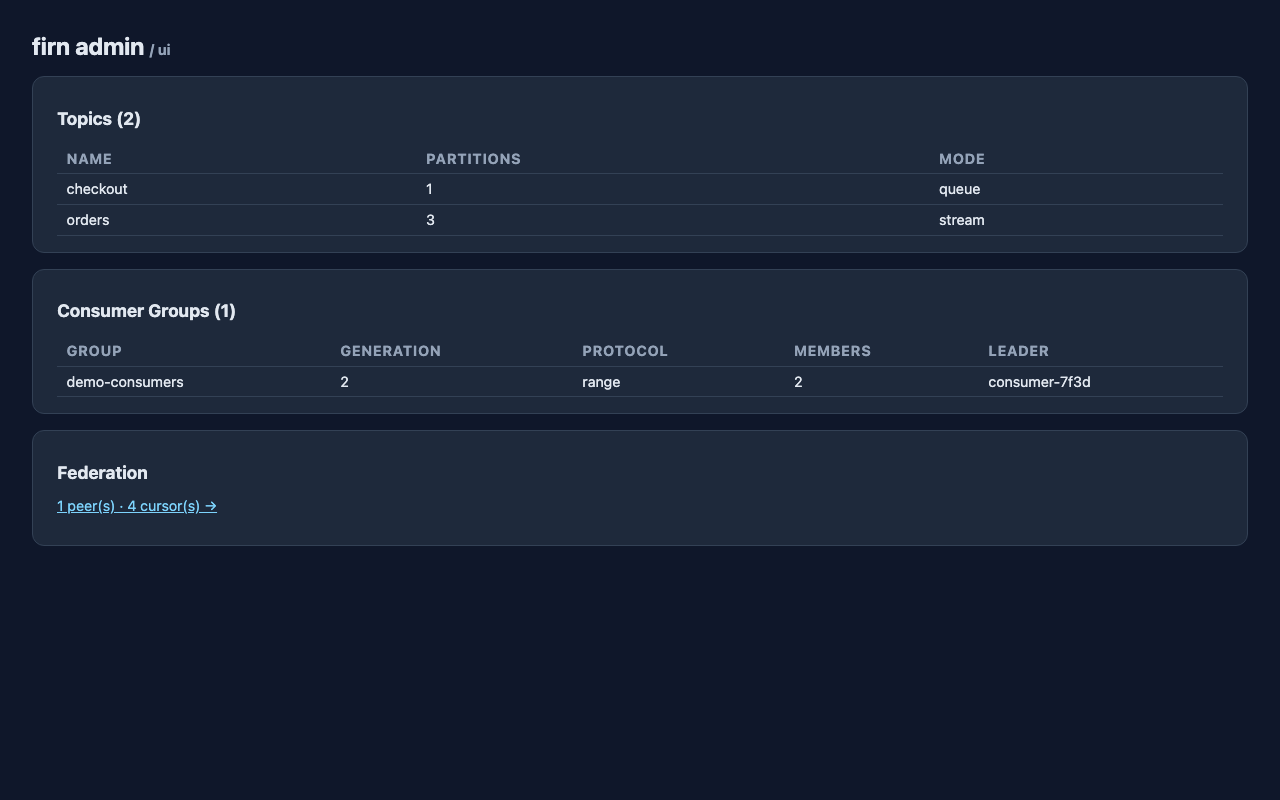 firn admin / ui
Topics (2)
NAME PARTITIONS MODE
checkout 1 queue
orders 3 stream
Consumer Groups (1)
GROUP GENERATION PROTOCOL MEMBERS LEADER
demo-consumers 2 range 2 consumer-7f3d
Federation
1 peer(s) · 4 cursor(s) →